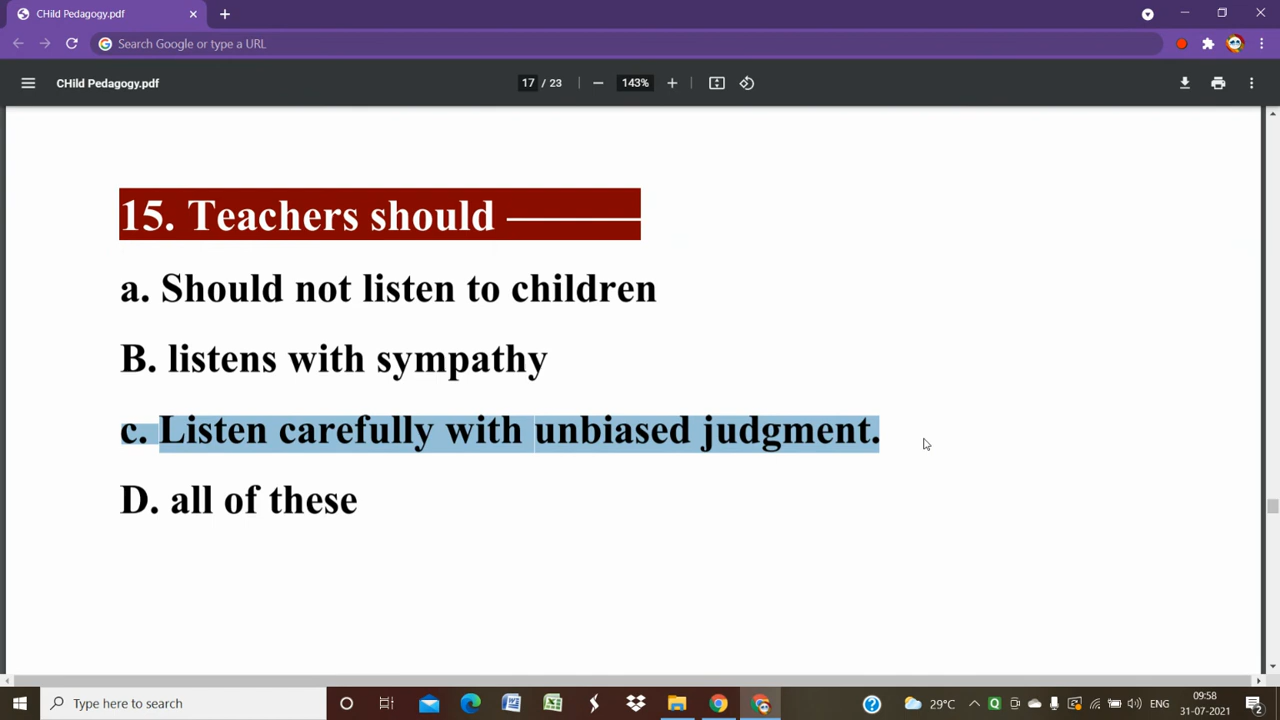 CHild Pedagogy.pdf
Search Google or type a URL
CHild Pedagogy.pdf
17 / 23
143%
15. Teachers should ————
a. Should not listen to children
B. listens with sympathy
c. Listen carefully with unbiased judgment.
D. all of these
Type here to search
29°C
ENG
09:58
31-07-2021
2